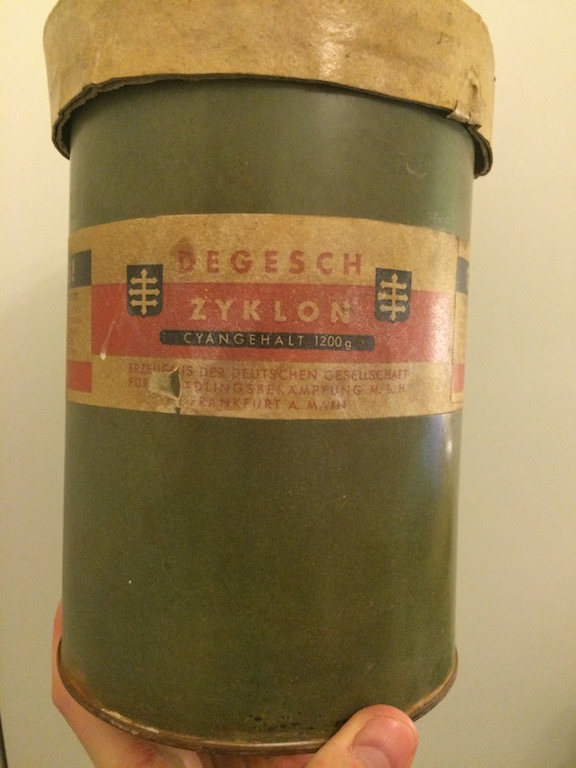 DEGESCH
ZYKLON
CYANGEHALT 1200g
DER DEUTSCHEN GESELLSCHAFT
M.B.H.
FRANKFURT A. MAIN